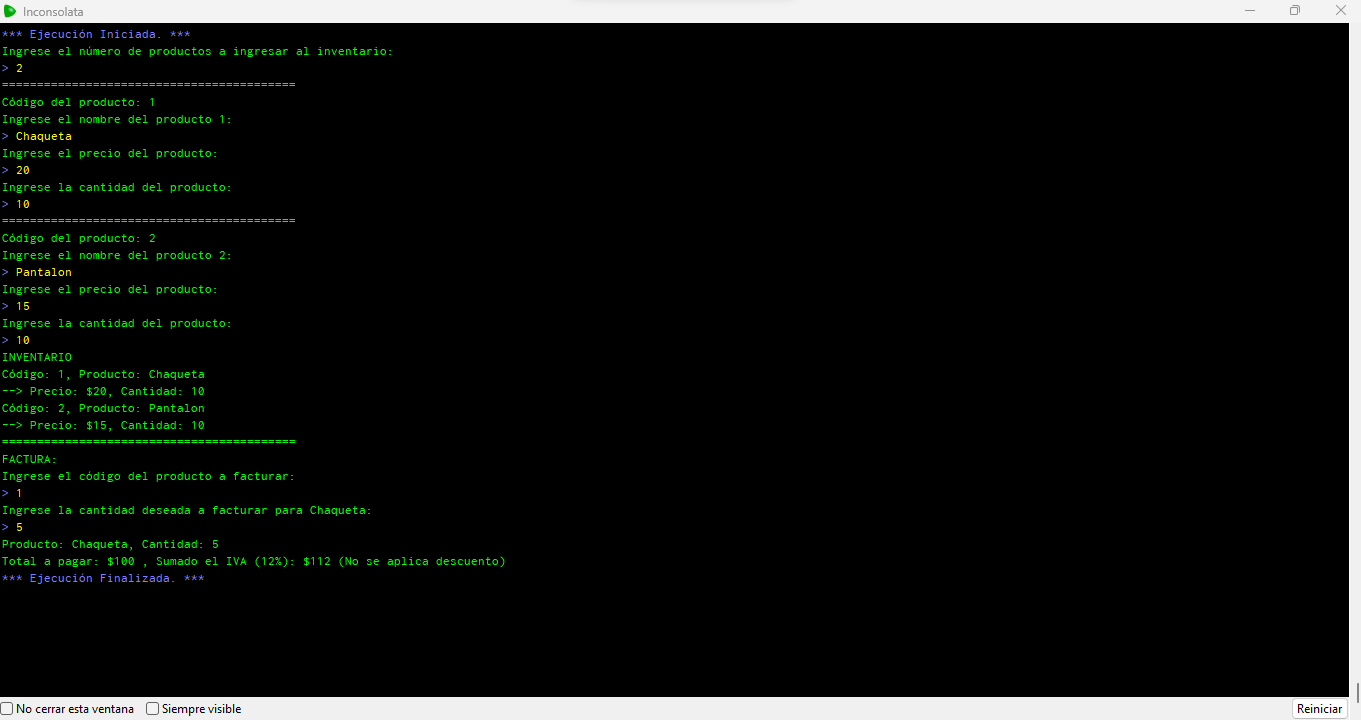 Inconsolata
*** Ejecución Iniciada. ***
Ingrese el número de productos a ingresar al inventario:
> 2
==========================================
Código del producto: 1
Ingrese el nombre del producto 1:
> Chaqueta
Ingrese el precio del producto:
> 20
Ingrese la cantidad del producto:
> 10
==========================================
Código del producto: 2
Ingrese el nombre del producto 2:
> Pantalon
Ingrese el precio del producto:
> 15
Ingrese la cantidad del producto:
> 10
INVENTARIO
Código: 1, Producto: Chaqueta
--> Precio: $20, Cantidad: 10
Código: 2, Producto: Pantalon
--> Precio: $15, Cantidad: 10
==========================================
FACTURA:
Ingrese el código del producto a facturar:
> 1
Ingrese la cantidad deseada a facturar para Chaqueta:
> 5
Producto: Chaqueta, Cantidad: 5
Total a pagar: $100 , Sumado el IVA (12%): $112 (No se aplica descuento)
*** Ejecución Finalizada. ***
No cerrar esta ventana Siempre visible Reiniciar